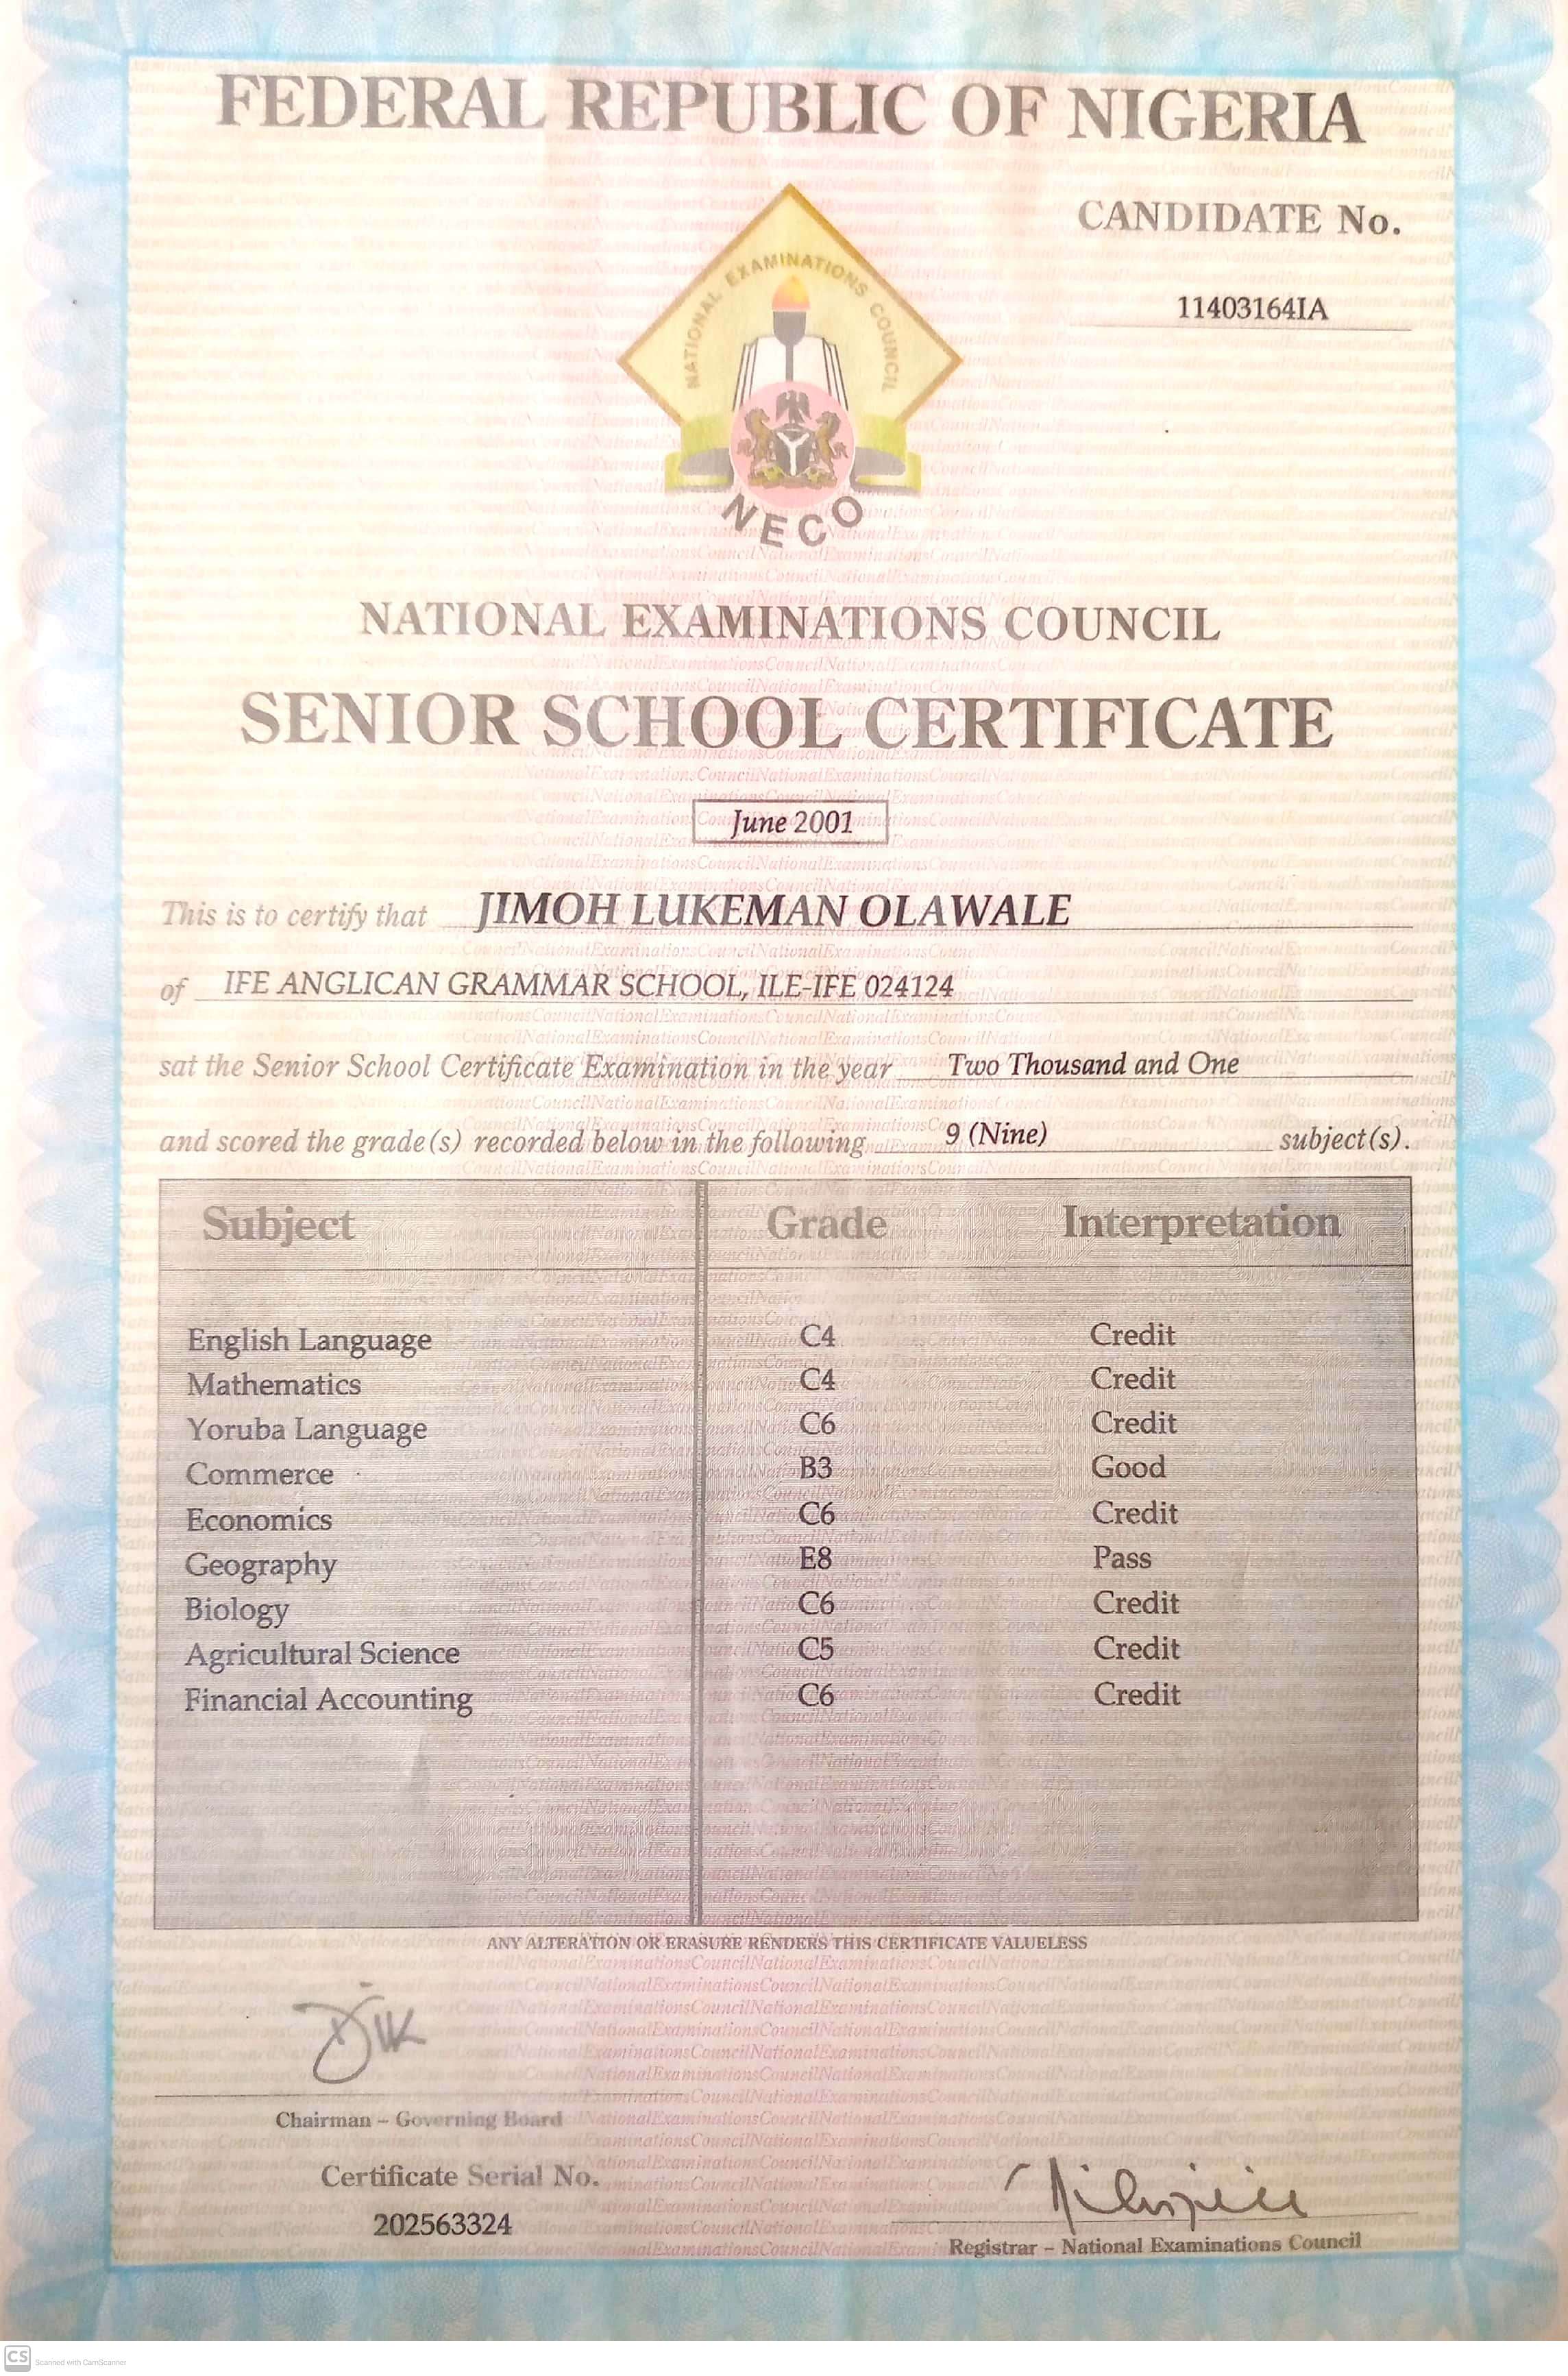 FEDERAL REPUBLIC OF NIGERIA
CANDIDATE No.
11403164IA
NATIONAL EXAMINATIONS COUNCIL
NECO
NATIONAL EXAMINATIONS COUNCIL
SENIOR SCHOOL CERTIFICATE
June 2001
This is to certify that JIMOH LUKEMAN OLAWALE
of IFE ANGLICAN GRAMMAR SCHOOL, ILE-IFE 024124
sat the Senior School Certificate Examination in the year Two Thousand and One
and scored the grade(s) recorded below in the following 9 (Nine) subject(s).
Subject Grade Interpretation
English Language C4 Credit
Mathematics C4 Credit
Yoruba Language C6 Credit
Commerce B3 Good
Economics C6 Credit
Geography E8 Pass
Biology C6 Credit
Agricultural Science C5 Credit
Financial Accounting C6 Credit
ANY ALTERATION OR ERASURE RENDERS THIS CERTIFICATE VALUELESS
Chairman – Governing Board
Certificate Serial No.
202563324
Registrar – National Examinations Council
CS Scanned with CamScanner